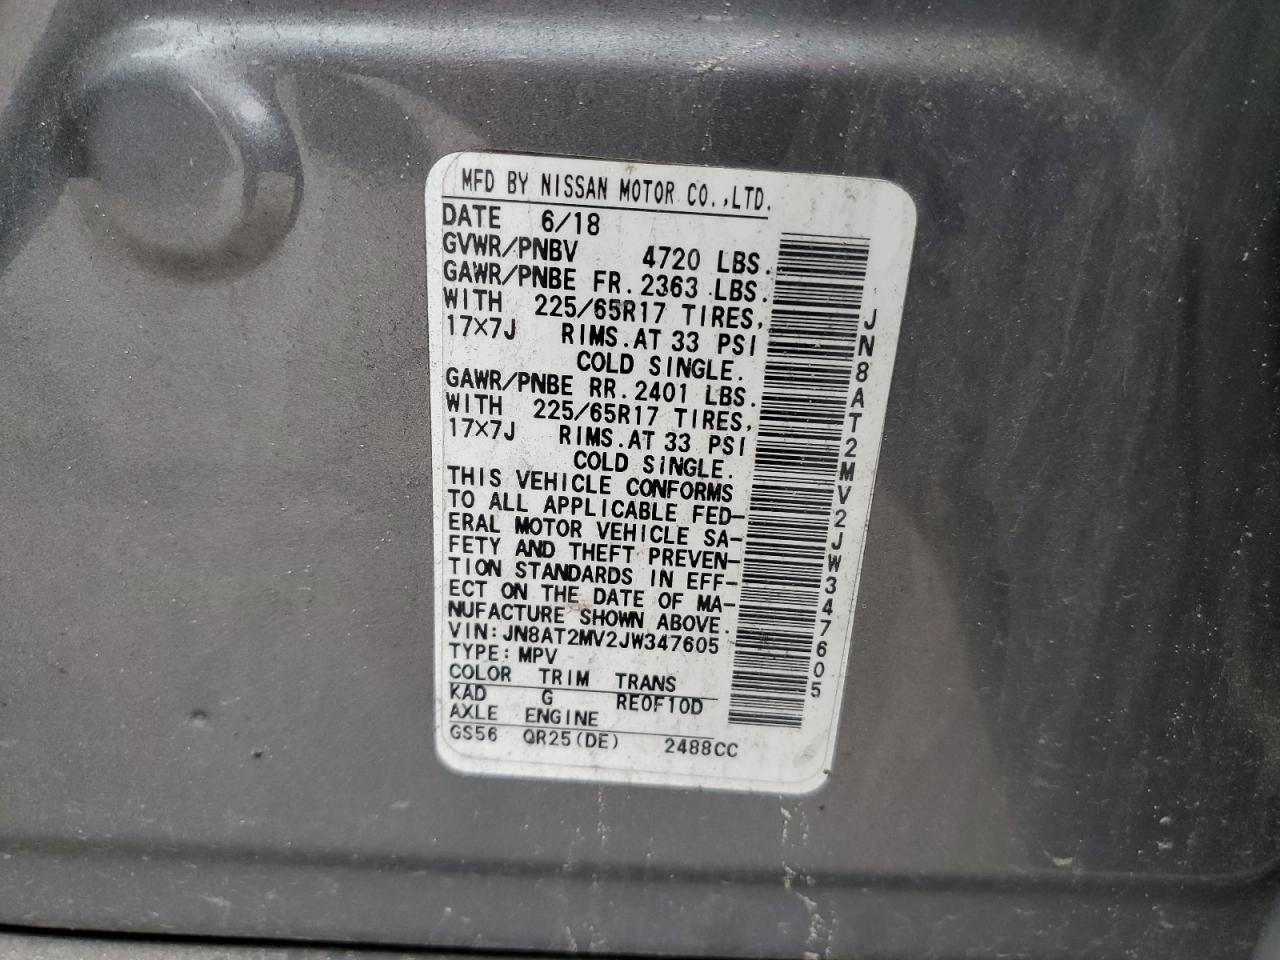 MFD BY NISSAN MOTOR CO.,LTD.
DATE 6/18
GVWR/PNBV 4720 LBS.
GAWR/PNBE FR. 2363 LBS.
WITH 225/65R17 TIRES,
17×7J RIMS.AT 33 PSI
COLD SINGLE.
GAWR/PNBE RR. 2401 LBS.
WITH 225/65R17 TIRES,
17×7J RIMS.AT 33 PSI
COLD SINGLE.
THIS VEHICLE CONFORMS
TO ALL APPLICABLE FED-
ERAL MOTOR VEHICLE SA-
FETY AND THEFT PREVEN-
TION STANDARDS IN EFF-
ECT ON THE DATE OF MA-
NUFACTURE SHOWN ABOVE.
VIN:JN8AT2MV2JW347605
TYPE:MPV
COLOR TRIM TRANS
KAD G RE0F10D
AXLE ENGINE
GS56 QR25(DE) 2488CC
JN8AT2MV2JW347605